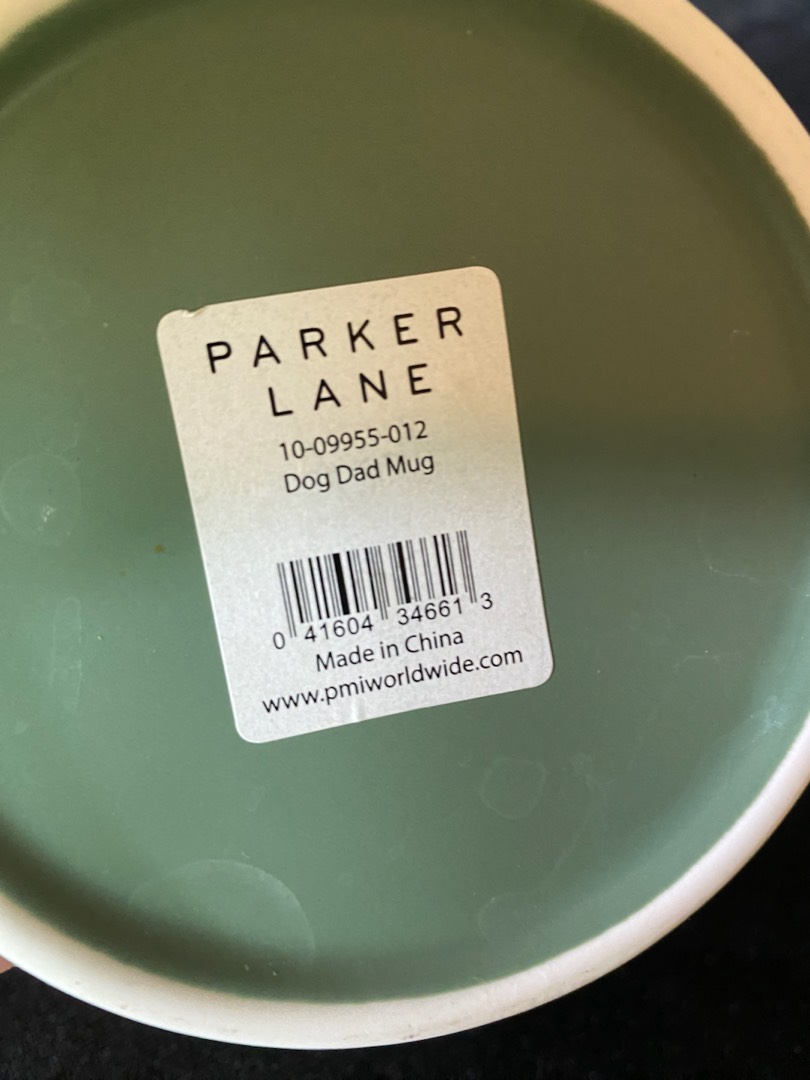 PARKER
LANE
10-09955-012
Dog Dad Mug
0 41604 34661 3
Made in China
www.pmiworldwide.com